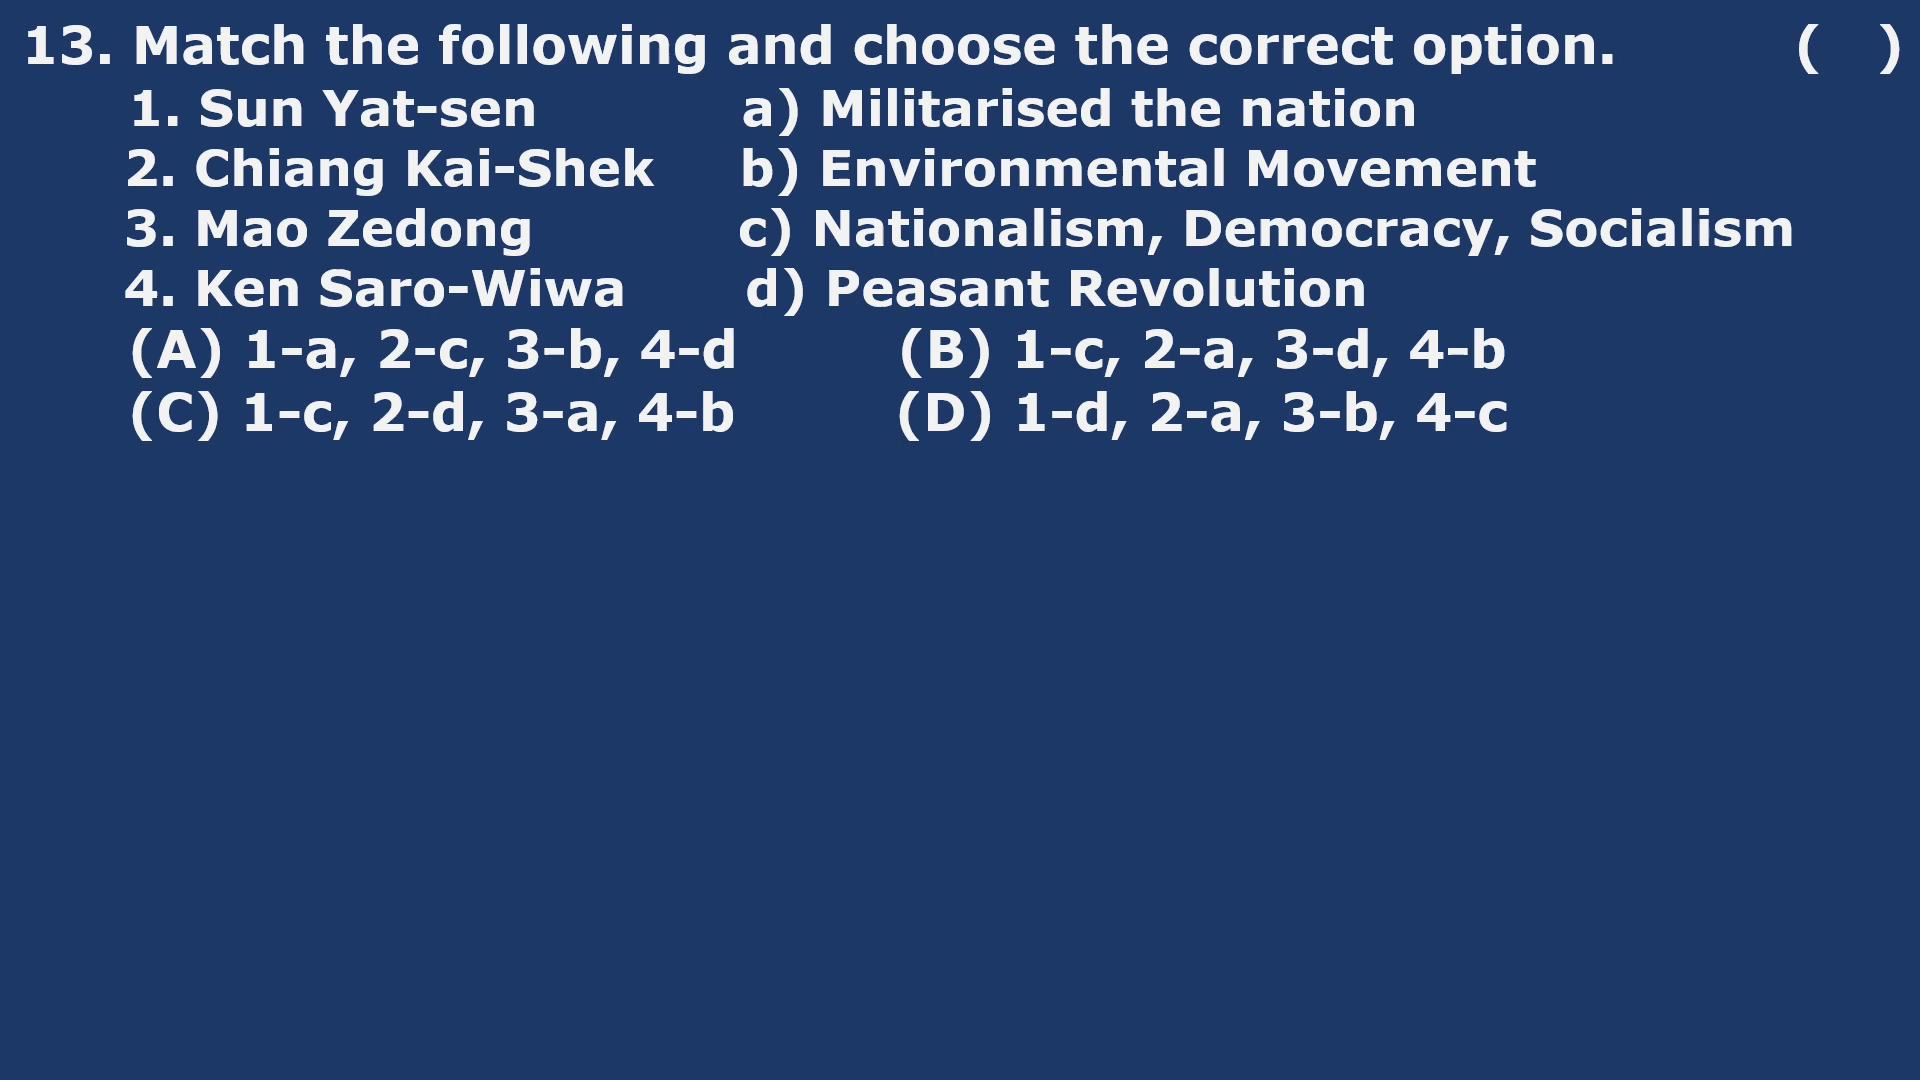 13. Match the following and choose the correct option. ( )
1. Sun Yat-sen a) Militarised the nation
2. Chiang Kai-Shek b) Environmental Movement
3. Mao Zedong c) Nationalism, Democracy, Socialism
4. Ken Saro-Wiwa d) Peasant Revolution
(A) 1-a, 2-c, 3-b, 4-d (B) 1-c, 2-a, 3-d, 4-b
(C) 1-c, 2-d, 3-a, 4-b (D) 1-d, 2-a, 3-b, 4-c